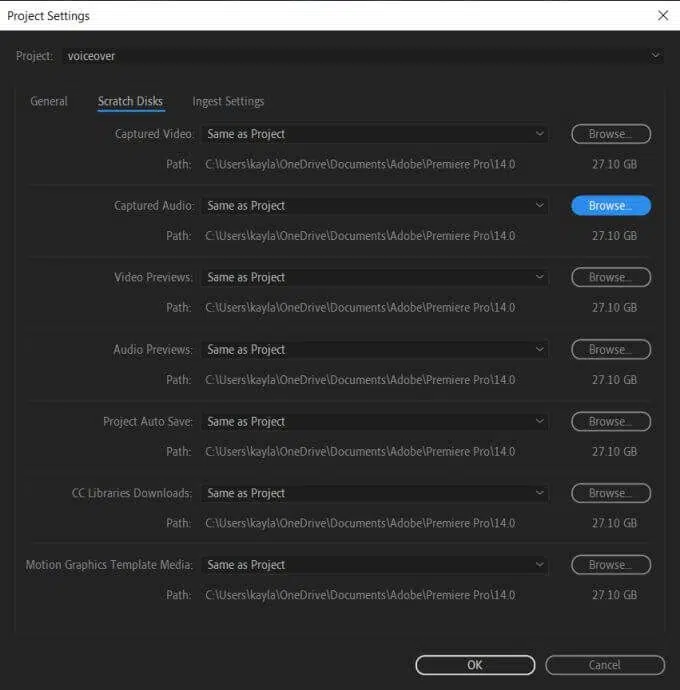 Project Settings
Project: voiceover
General Scratch Disks Ingest Settings
Captured Video: Same as Project Browse...
Path: C:\Users\kayla\OneDrive\Documents\Adobe\Premiere Pro\14.0 27.10 GB
Captured Audio: Same as Project Browse...
Path: C:\Users\kayla\OneDrive\Documents\Adobe\Premiere Pro\14.0 27.10 GB
Video Previews: Same as Project Browse...
Path: C:\Users\kayla\OneDrive\Documents\Adobe\Premiere Pro\14.0 27.10 GB
Audio Previews: Same as Project Browse...
Path: C:\Users\kayla\OneDrive\Documents\Adobe\Premiere Pro\14.0 27.10 GB
Project Auto Save: Same as Project Browse...
Path: C:\Users\kayla\OneDrive\Documents\Adobe\Premiere Pro\14.0 27.10 GB
CC Libraries Downloads: Same as Project Browse...
Path: C:\Users\kayla\OneDrive\Documents\Adobe\Premiere Pro\14.0 27.10 GB
Motion Graphics Template Media: Same as Project Browse...
Path: C:\Users\kayla\OneDrive\Documents\Adobe\Premiere Pro\14.0 27.10 GB
OK Cancel